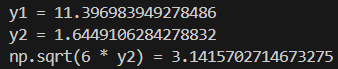 y1 = 11.396983949278486
y2 = 1.6449106284278832
np.sqrt(6 * y2) = 3.1415702714673275